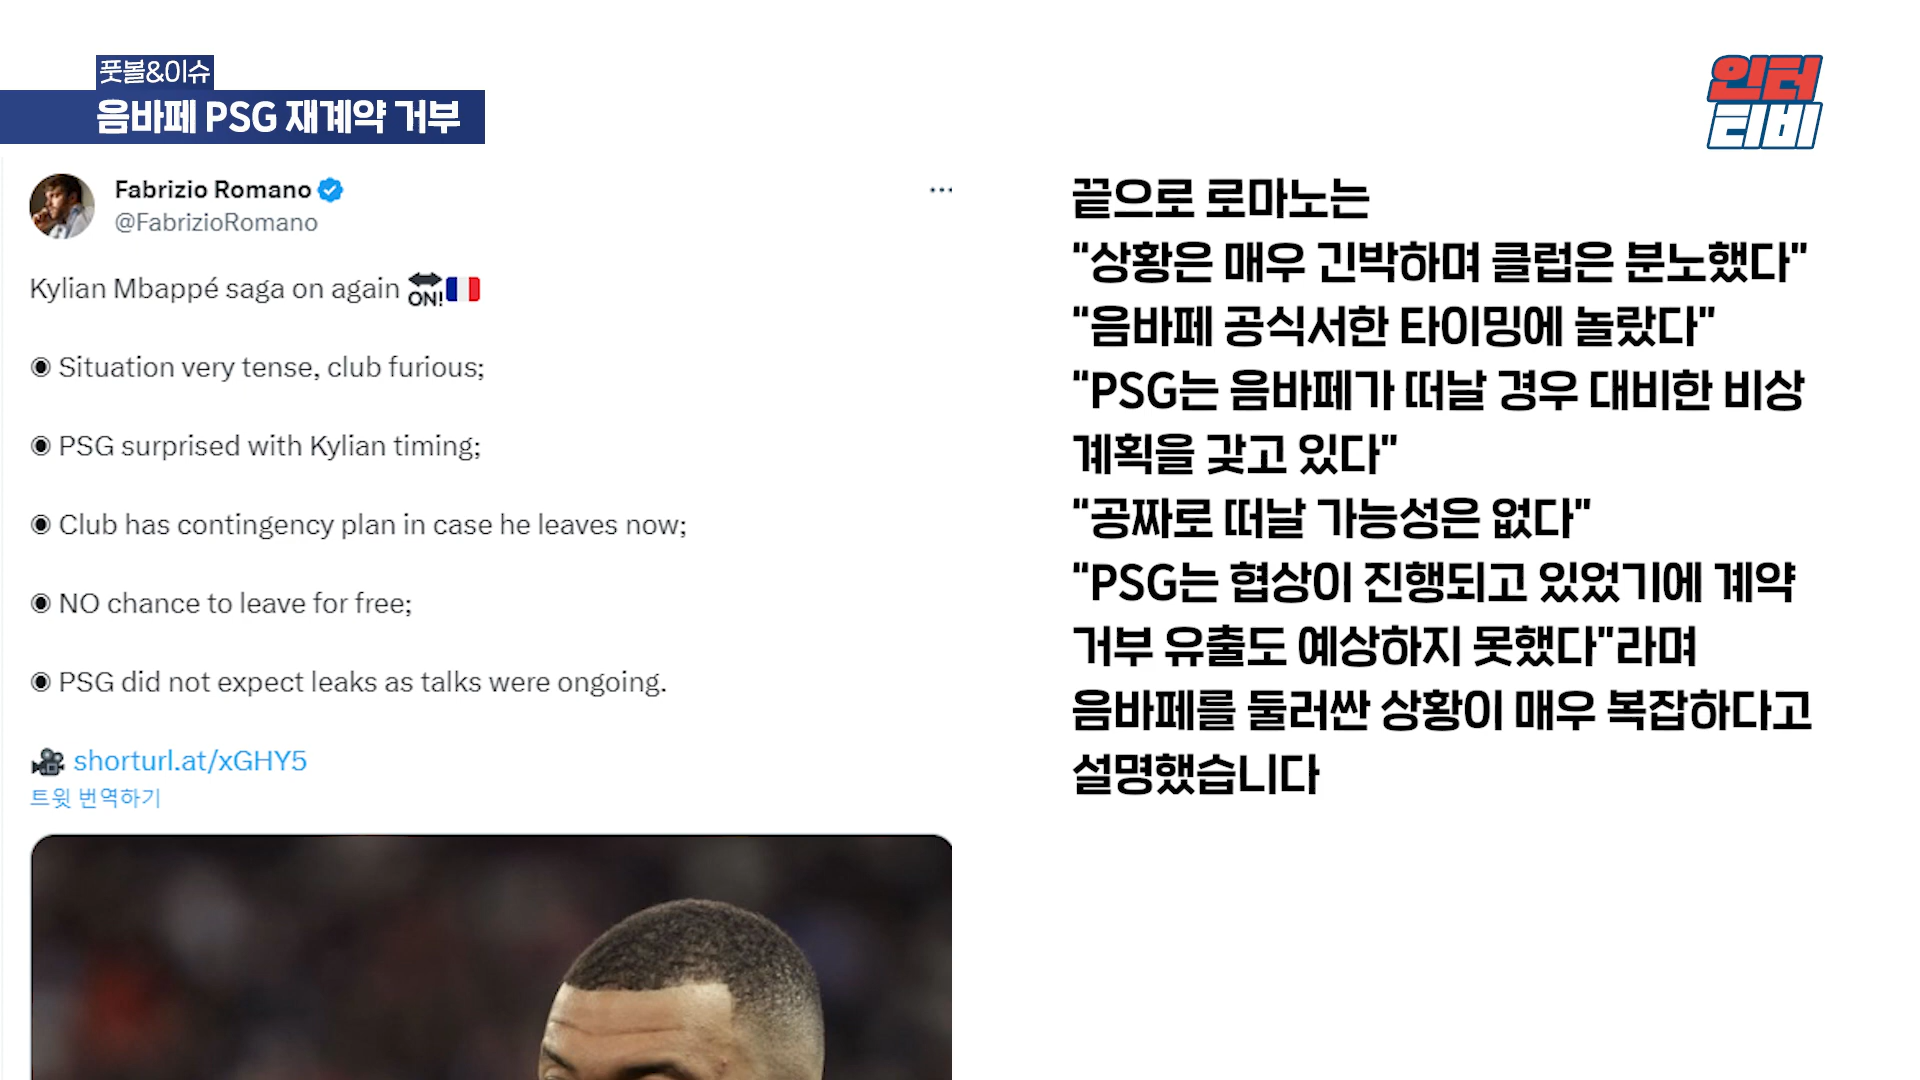 풋볼&이슈
음바페 PSG 재계약 거부
인터
티비
Fabrizio Romano
@FabrizioRomano
Kylian Mbappé saga on again 🔛🇫🇷
◉ Situation very tense, club furious;
◉ PSG surprised with Kylian timing;
◉ Club has contingency plan in case he leaves now;
◉ NO chance to leave for free;
◉ PSG did not expect leaks as talks were ongoing.
🎥 shorturl.at/xGHY5
트윗 번역하기
끝으로 로마노는
“상황은 매우 긴박하며 클럽은 분노했다”
“음바페 공식서한 타이밍에 놀랐다”
“PSG는 음바페가 떠날 경우 대비한 비상
계획을 갖고 있다”
“공짜로 떠날 가능성은 없다”
“PSG는 협상이 진행되고 있었기에 계약
거부 유출도 예상하지 못했다”라며
음바페를 둘러싼 상황이 매우 복잡하다고
설명했습니다